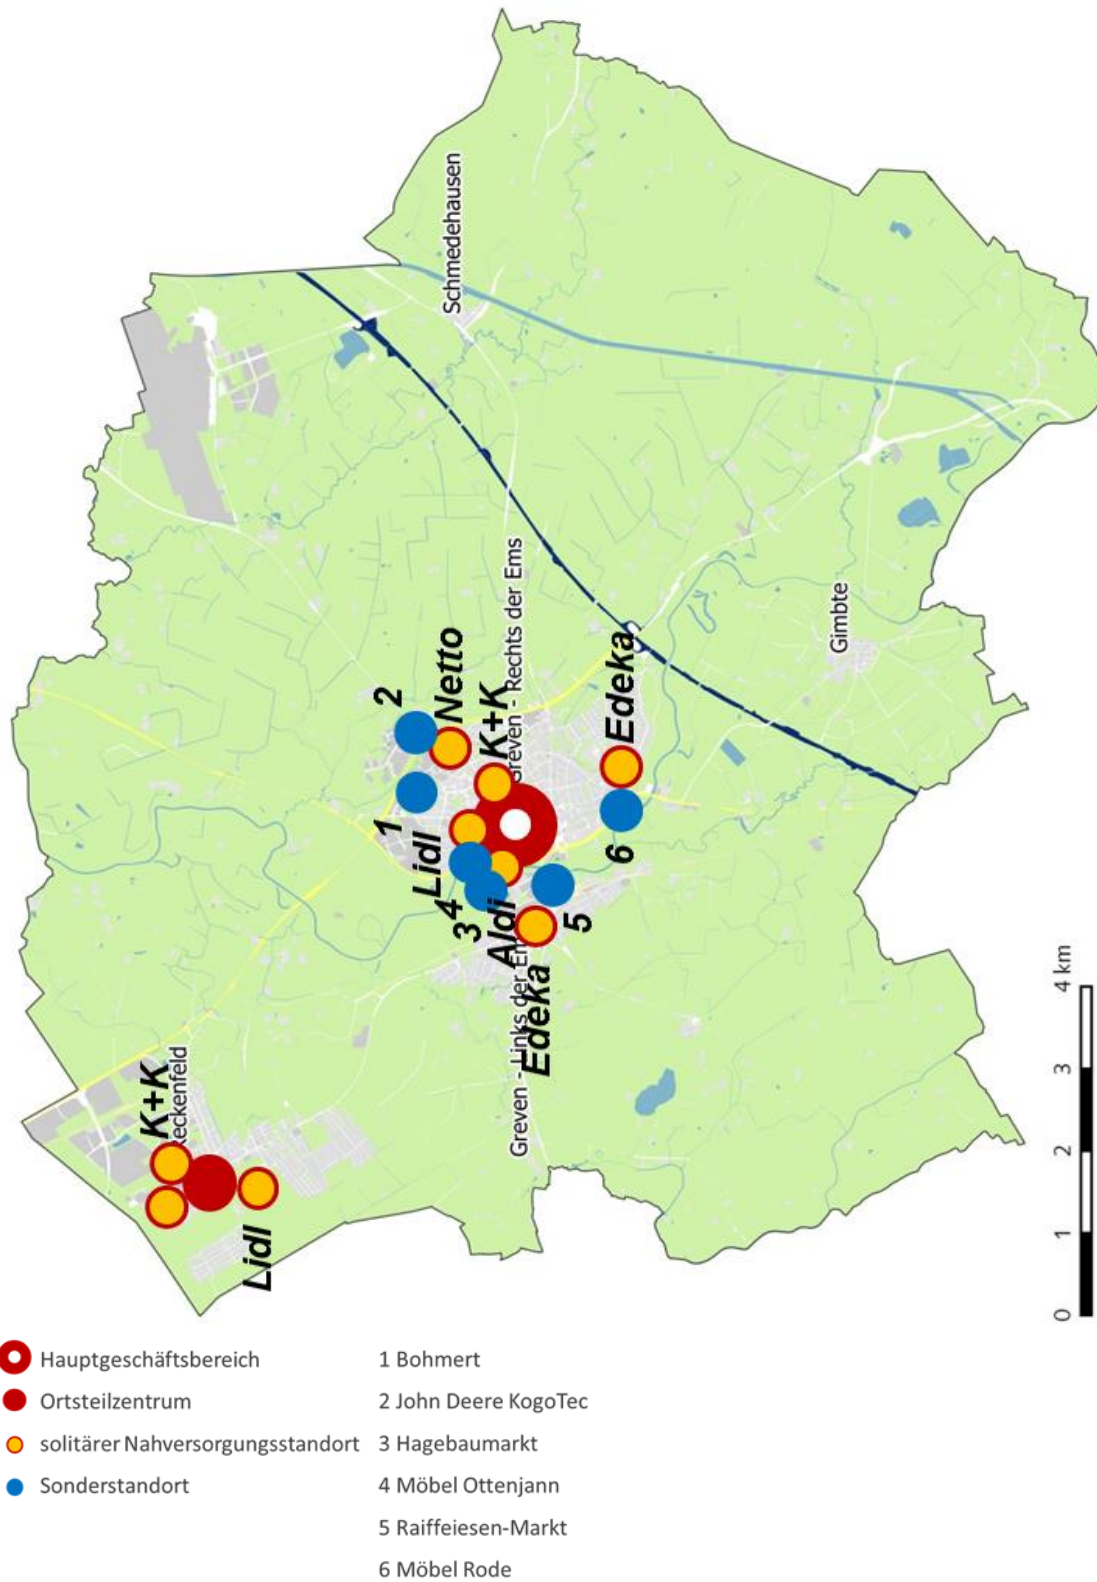 Schmedehausen
Greven - Rechts der Ems
Gimbte
2
Netto
K+K
Edeka
1
Lidl
4
3
Aldi
6
5
Edeka
Greven - Links der Em
K+K
Reckenfeld
Lidl
0 1 2 3 4 km
Hauptgeschäftsbereich
Ortsteilzentrum
solitärer Nahversorgungsstandort
Sonderstandort
1 Bohmert
2 John Deere KogoTec
3 Hagebaumarkt
4 Möbel Ottenjann
5 Raiffeiesen-Markt
6 Möbel Rode